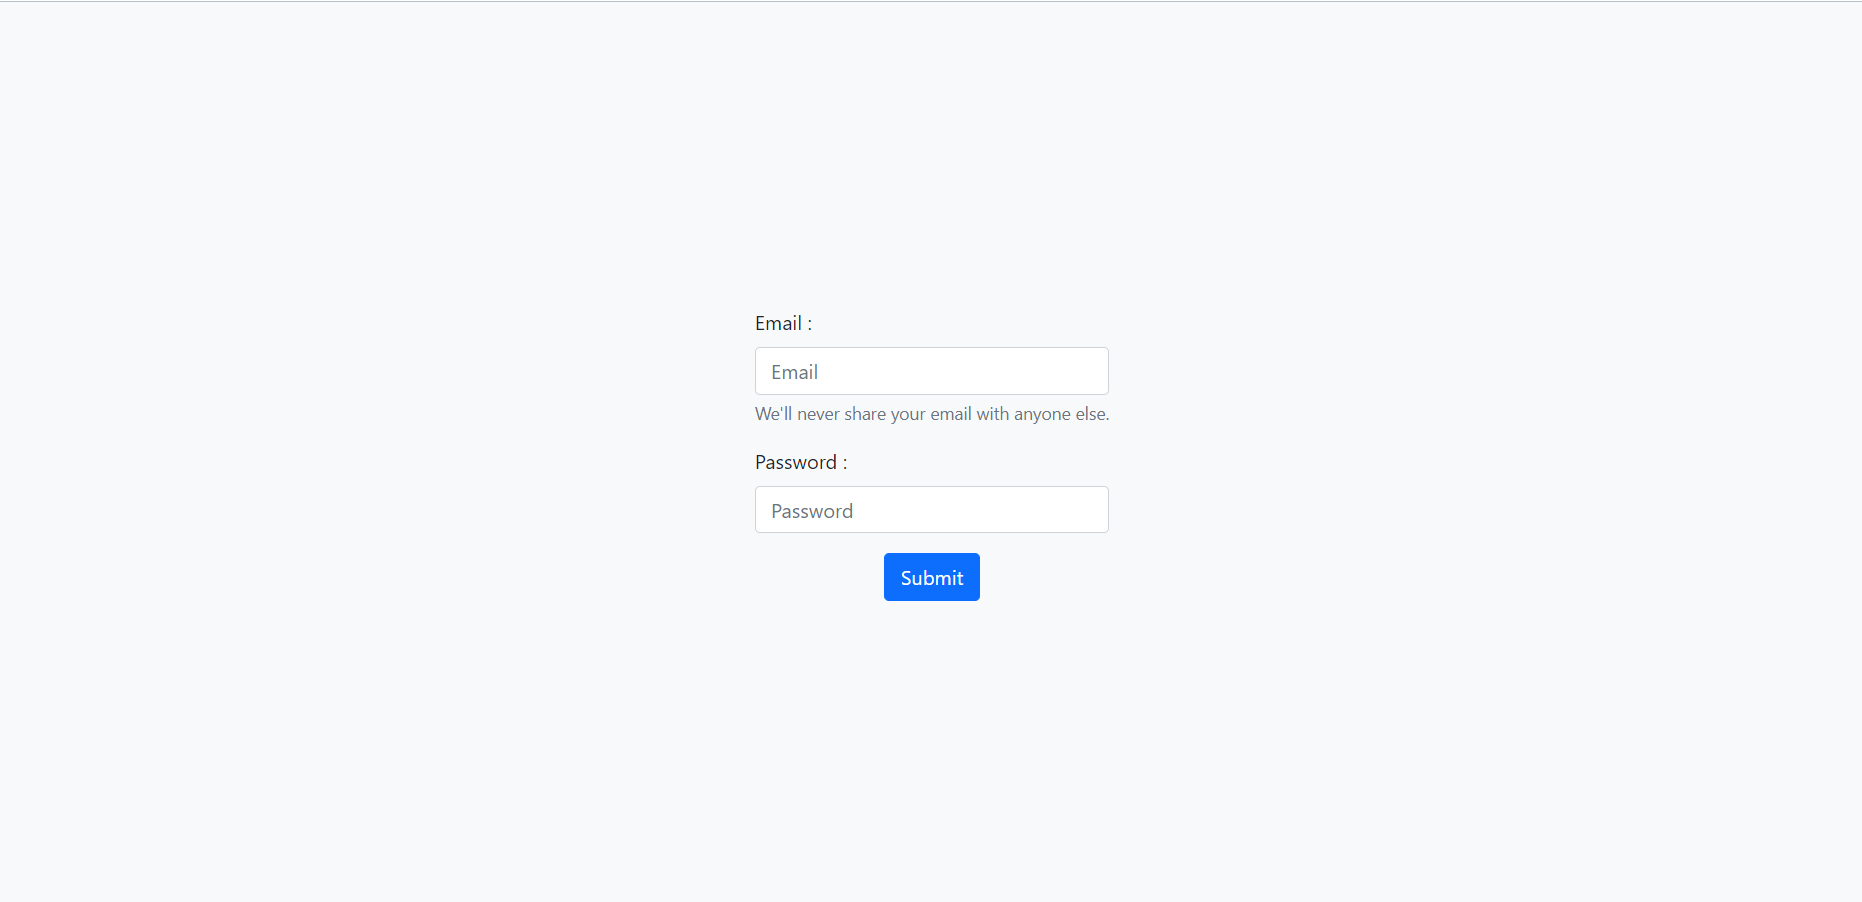 Email :
Email
We'll never share your email with anyone else.
Password :
Password
Submit